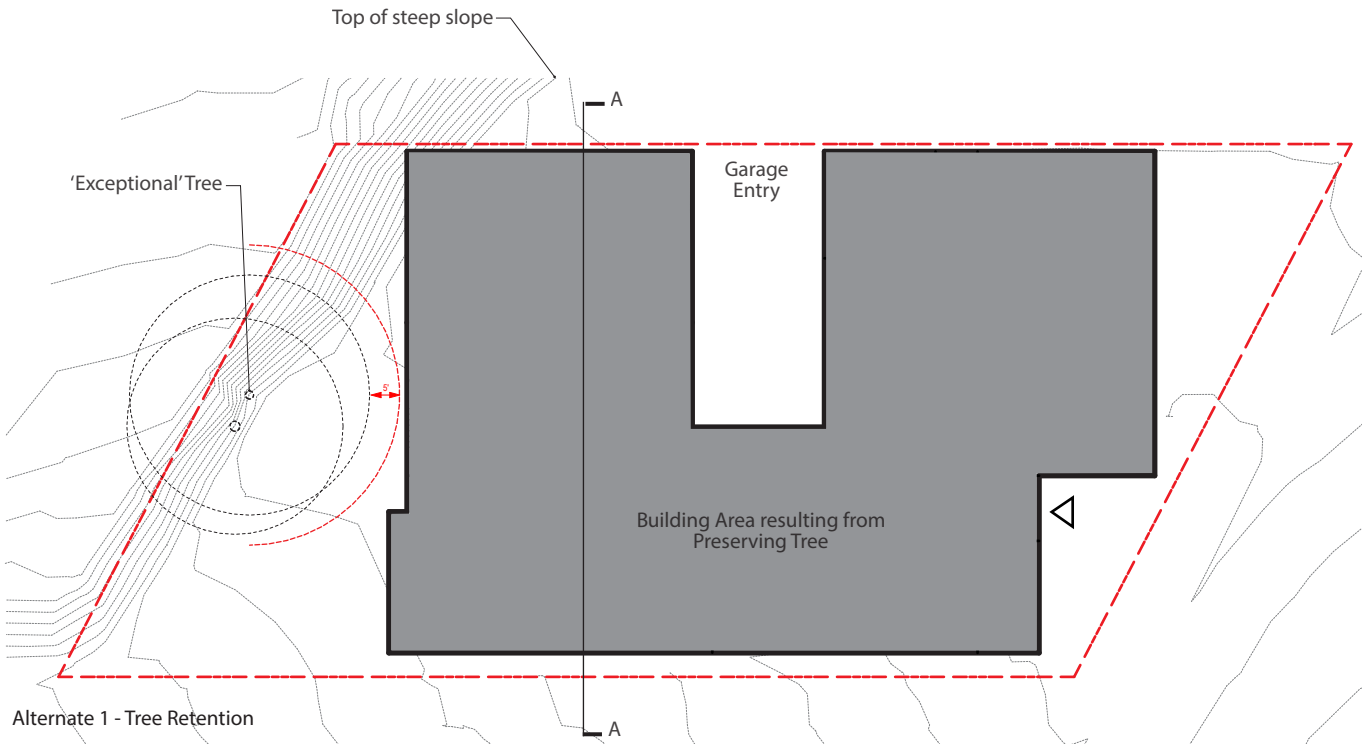 Top of steep slope
A
'Exceptional' Tree
Garage
Entry
5'
Building Area resulting from
Preserving Tree
Alternate 1 - Tree Retention
A